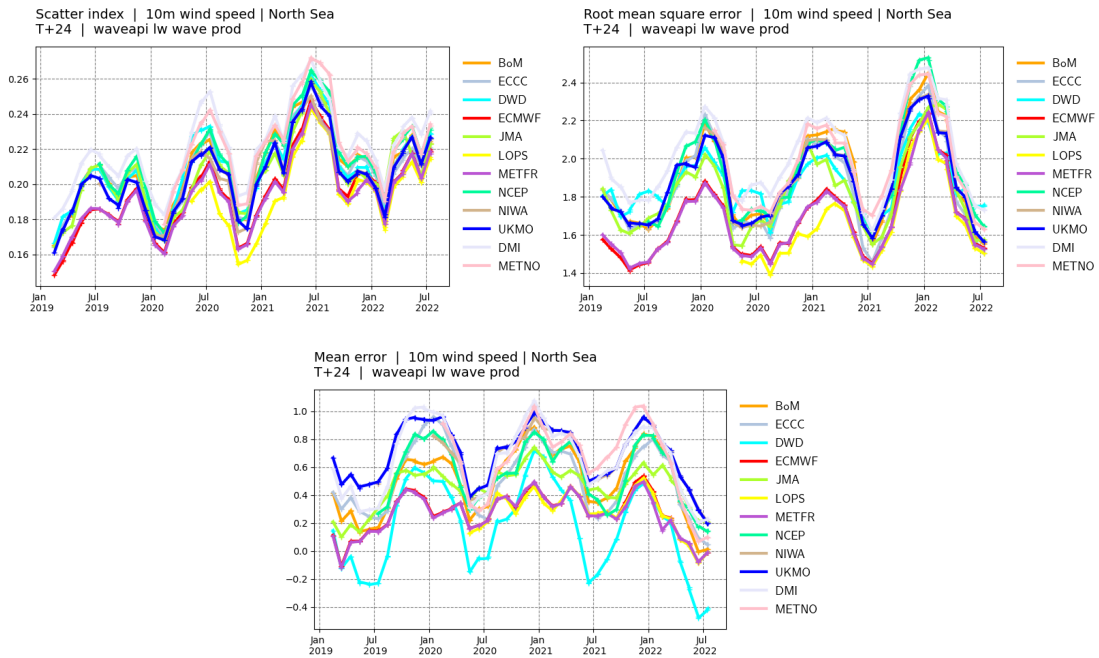 Scatter index | 10m wind speed | North Sea
T+24 | waveapi lw wave prod
0.26
0.24
0.22
0.20
0.18
0.16
Jan 2019
Jul 2019
Jan 2020
Jul 2020
Jan 2021
Jul 2021
Jan 2022
Jul 2022
BoM
ECCC
DWD
ECMWF
JMA
LOPS
METFR
NCEP
NIWA
UKMO
DMI
METNO
Root mean square error | 10m wind speed | North Sea
T+24 | waveapi lw wave prod
2.4
2.2
2.0
1.8
1.6
1.4
Jan 2019
Jul 2019
Jan 2020
Jul 2020
Jan 2021
Jul 2021
Jan 2022
Jul 2022
BoM
ECCC
DWD
ECMWF
JMA
LOPS
METFR
NCEP
NIWA
UKMO
DMI
METNO
Mean error | 10m wind speed | North Sea
T+24 | waveapi lw wave prod
1.0
0.8
0.6
0.4
0.2
0.0
−0.2
−0.4
Jan 2019
Jul 2019
Jan 2020
Jul 2020
Jan 2021
Jul 2021
Jan 2022
Jul 2022
BoM
ECCC
DWD
ECMWF
JMA
LOPS
METFR
NCEP
NIWA
UKMO
DMI
METNO